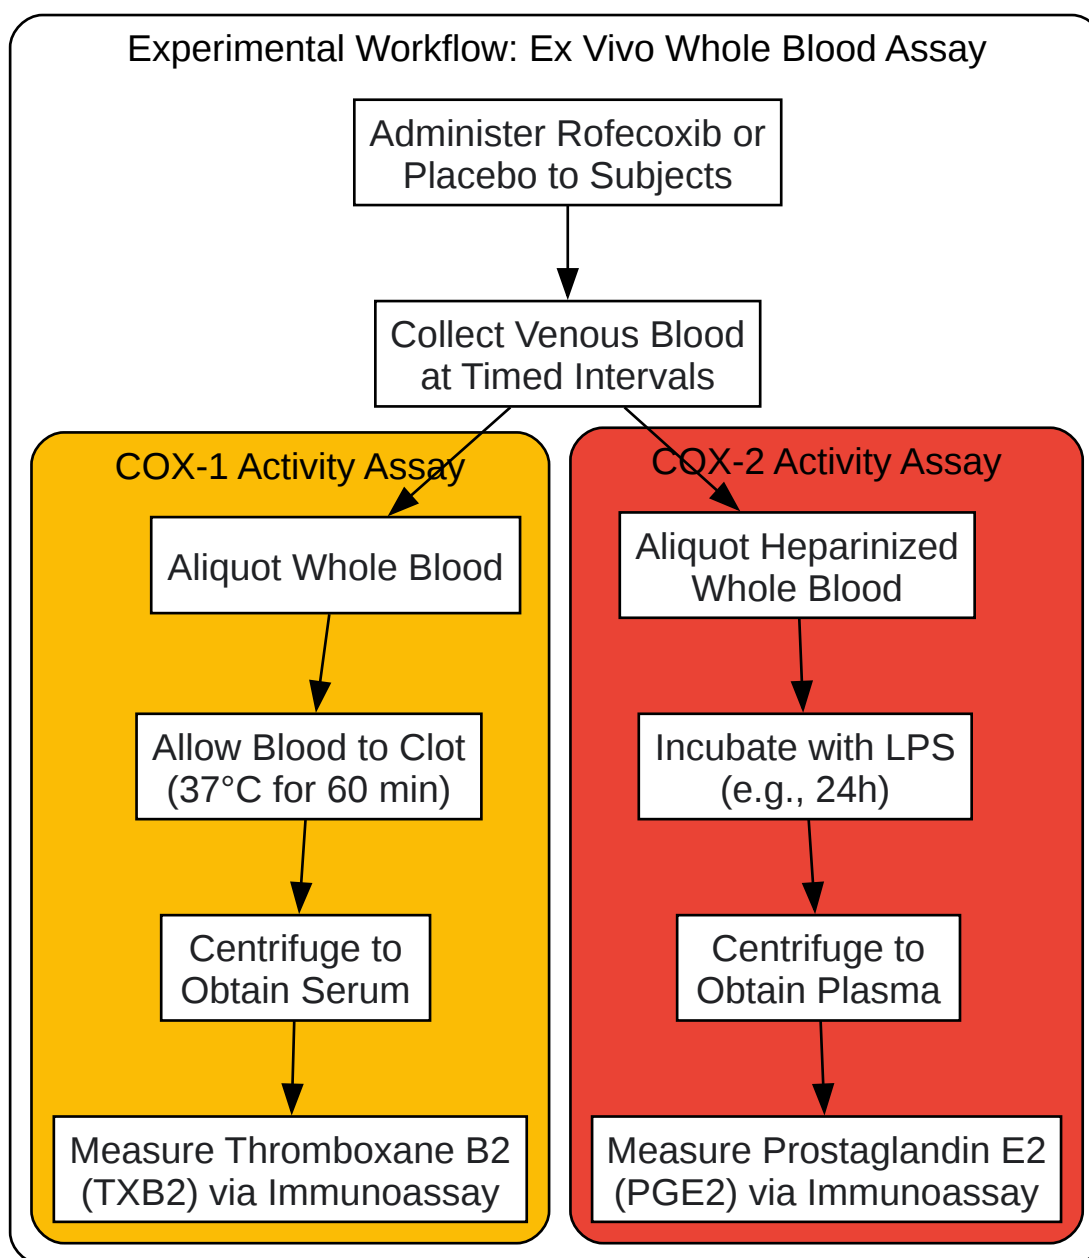 Experimental Workflow: Ex Vivo Whole Blood Assay
Administer Rofecoxib or
Placebo to Subjects
Collect Venous Blood
at Timed Intervals
COX-1 Activity Assay
Aliquot Whole Blood
Allow Blood to Clot
(37°C for 60 min)
Centrifuge to
Obtain Serum
Measure Thromboxane B2
(TXB2) via Immunoassay
COX-2 Activity Assay
Aliquot Heparinized
Whole Blood
Incubate with LPS
(e.g., 24h)
Centrifuge to
Obtain Plasma
Measure Prostaglandin E2
(PGE2) via Immunoassay